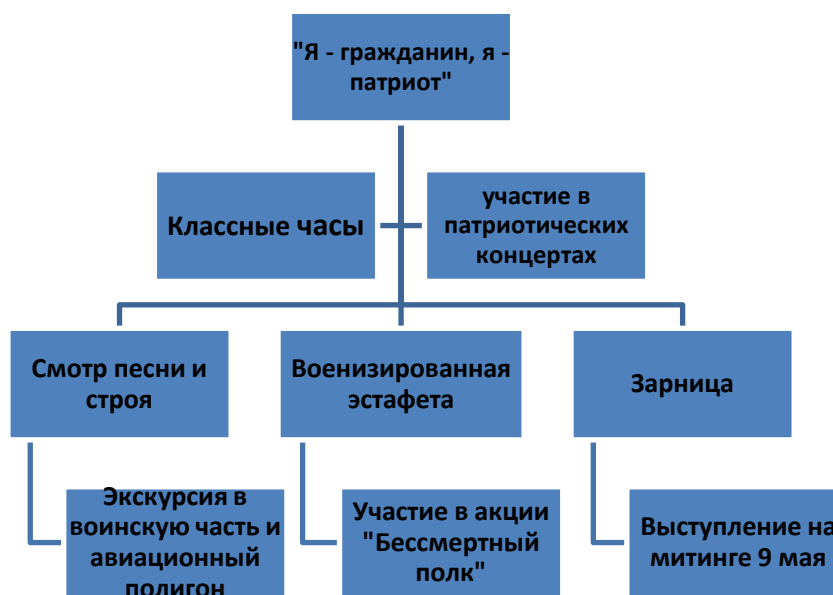 "Я - гражданин, я -
патриот"
Классные часы
участие в
патриотических
концертах
Смотр песни и
строя
Военизированная
эстафета
Зарница
Экскурсия в
воинскую часть и
авиационный
полигон
Участие в акции
"Бессмертный
полк"
Выступление на
митинге 9 мая